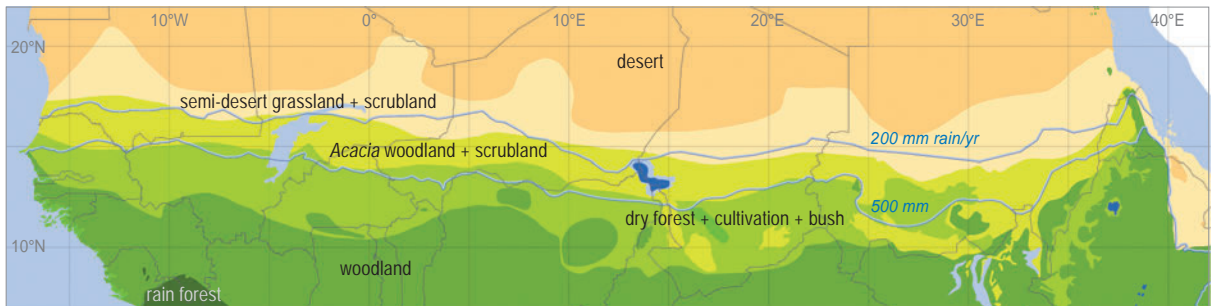 10°W 0° 10°E 20°E 30°E 40°E
20°N
desert
semi-desert grassland + scrubland
200 mm rain/yr
Acacia woodland + scrubland
500 mm
dry forest + cultivation + bush
10°N
woodland
rain forest